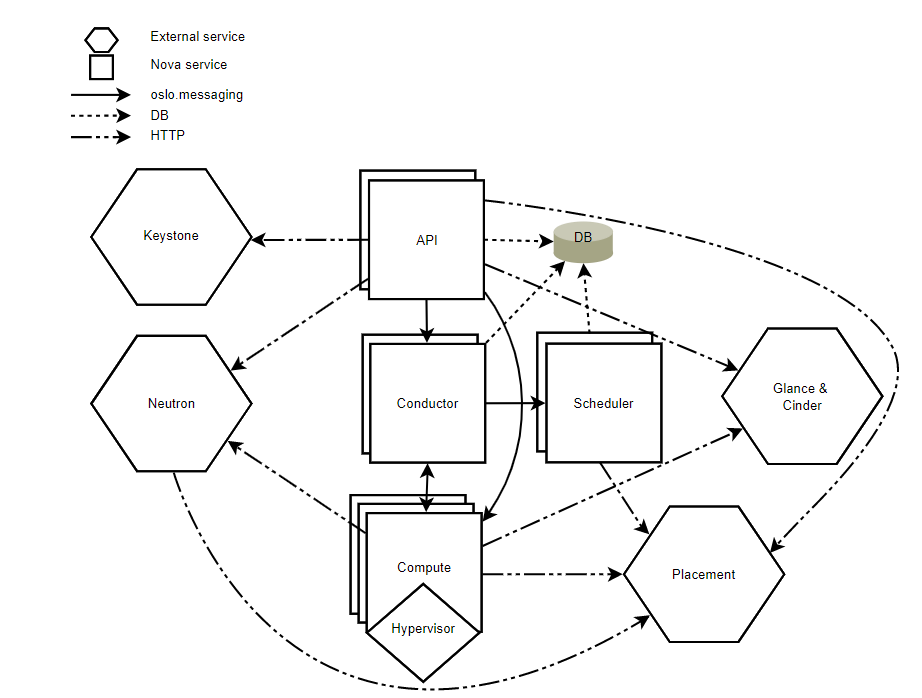 External service
Nova service
oslo.messaging
DB
HTTP
Keystone
API
DB
Neutron
Conductor
Scheduler
Glance &
Cinder
Compute
Placement
Hypervisor